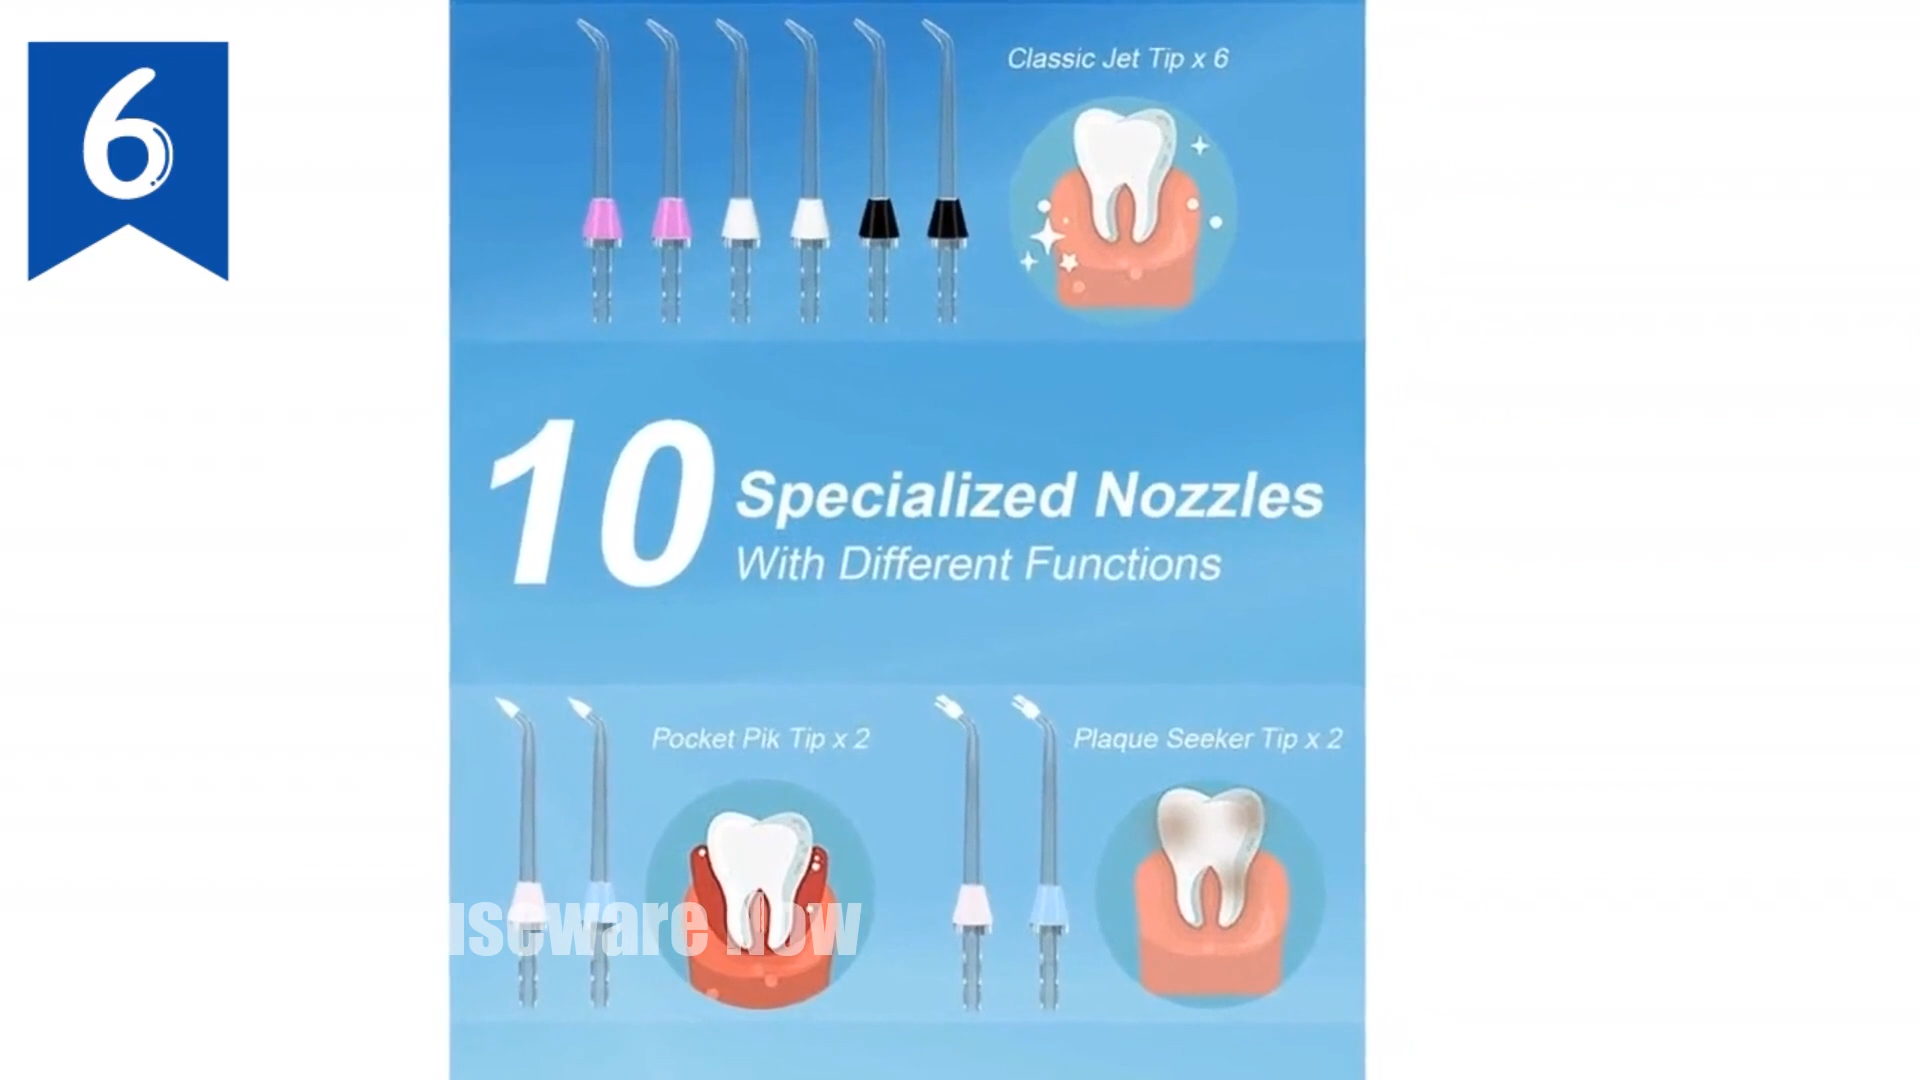 6
Classic Jet Tip x 6
10 Specialized Nozzles
With Different Functions
Pocket Pik Tip x 2
Plaque Seeker Tip x 2
now